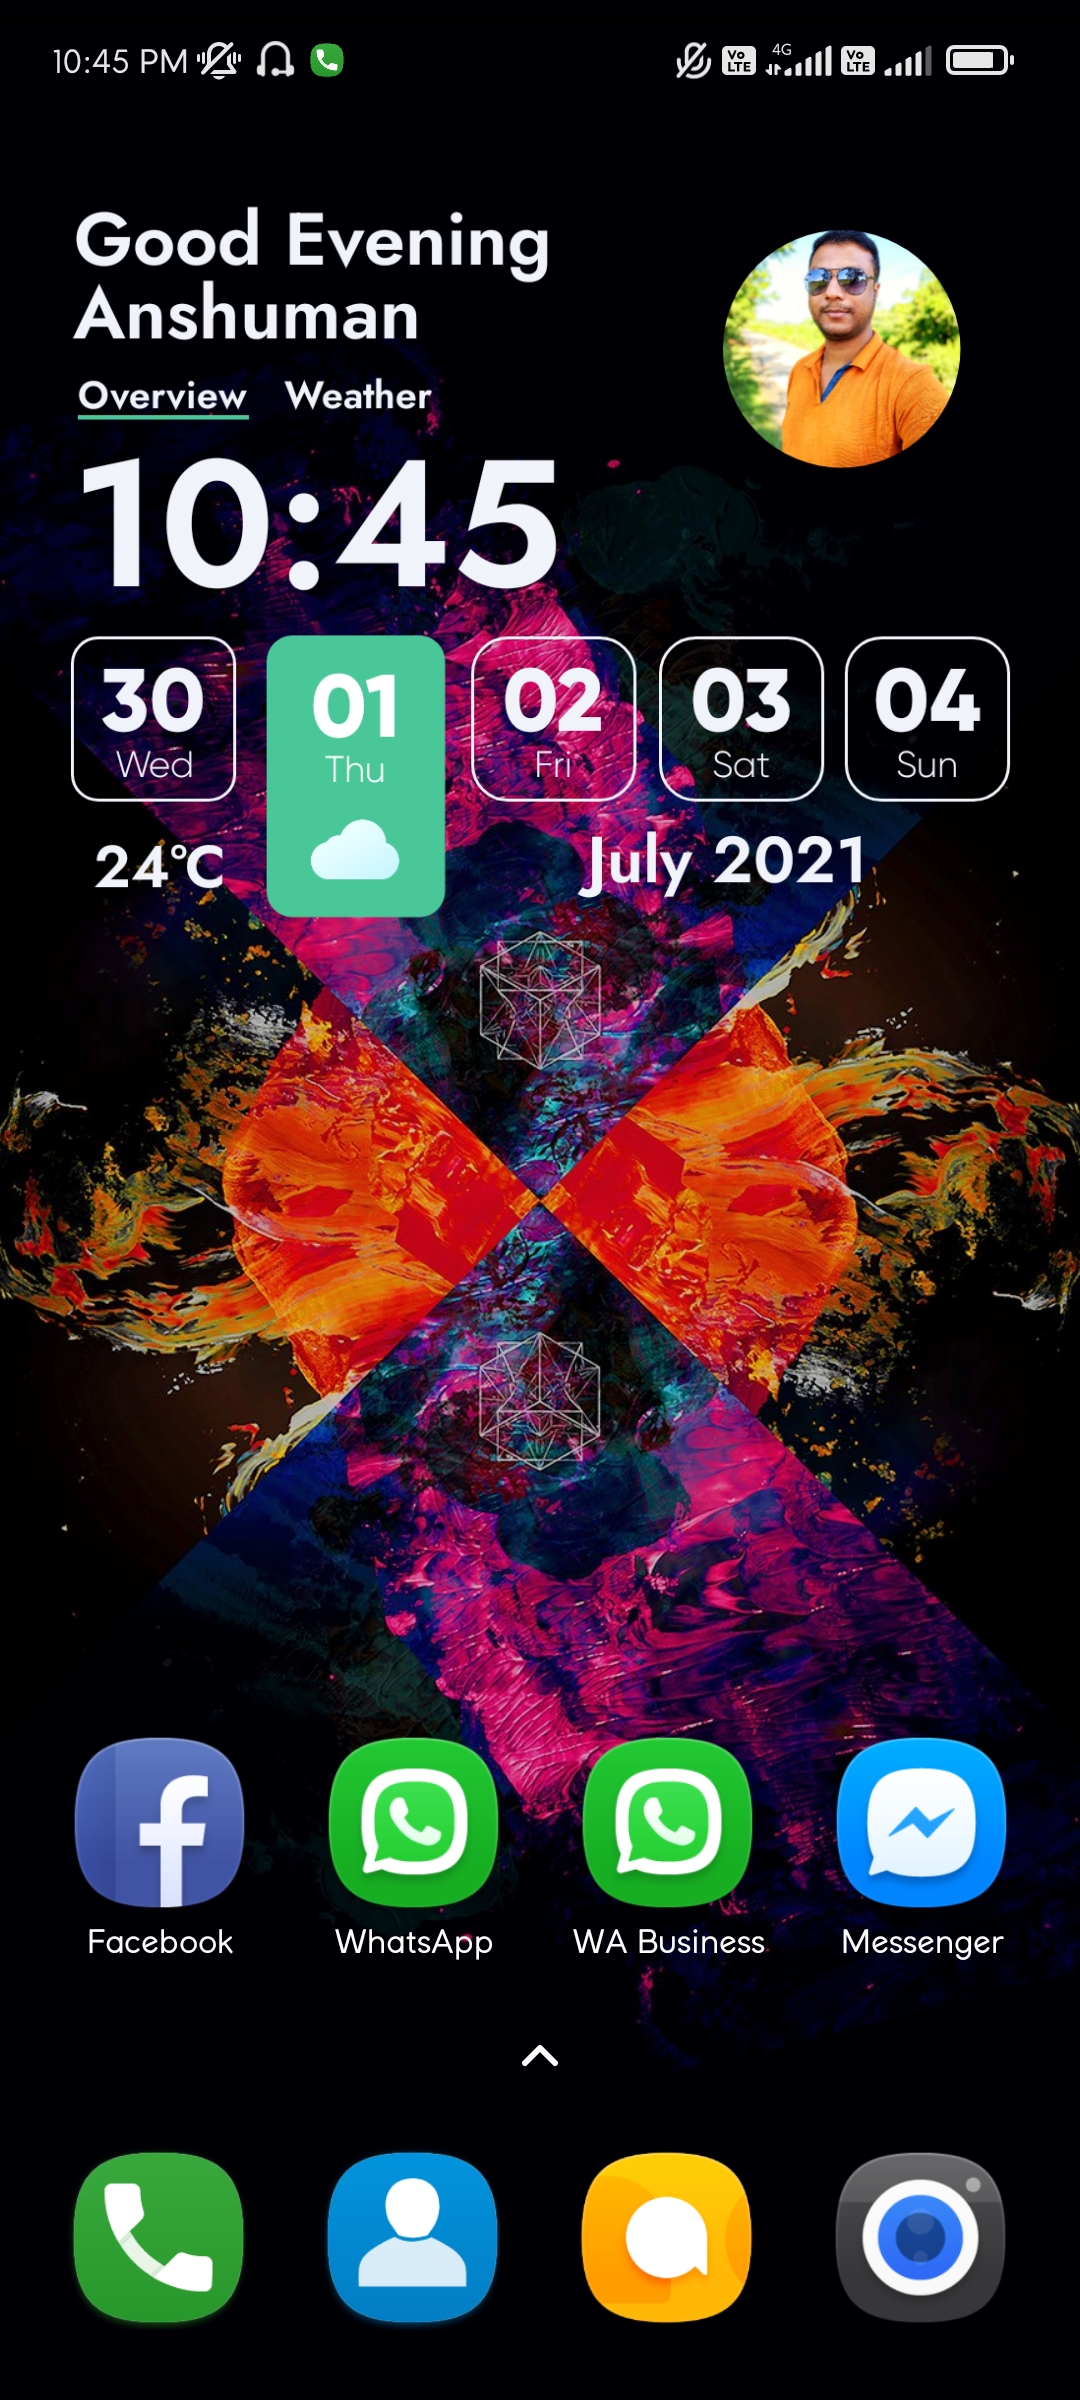 10:45 PM
Vo LTE 4G Vo LTE
Good Evening
Anshuman
Overview Weather
10:45
30 01 02 03 04
Wed Thu Fri Sat Sun
24°C July 2021
Facebook WhatsApp WA Business Messenger